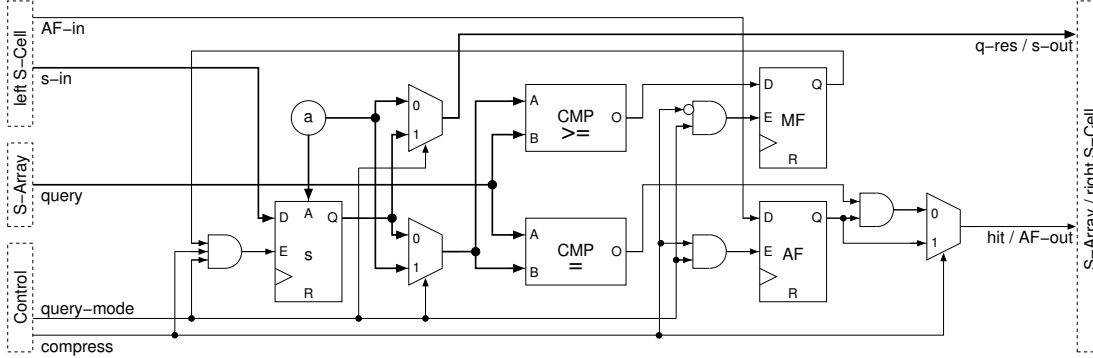 left S−Cell
AF−in
s−in
S−Array
query
Control
query−mode
compress
a
0
1
D
A
Q
E
s
R
0
1
A
CMP
O
>=
B
A
CMP
O
=
B
D
Q
E
MF
R
D
Q
E
AF
R
0
1
q−res / s−out
hit / AF−out
S−Array / right S−Cell